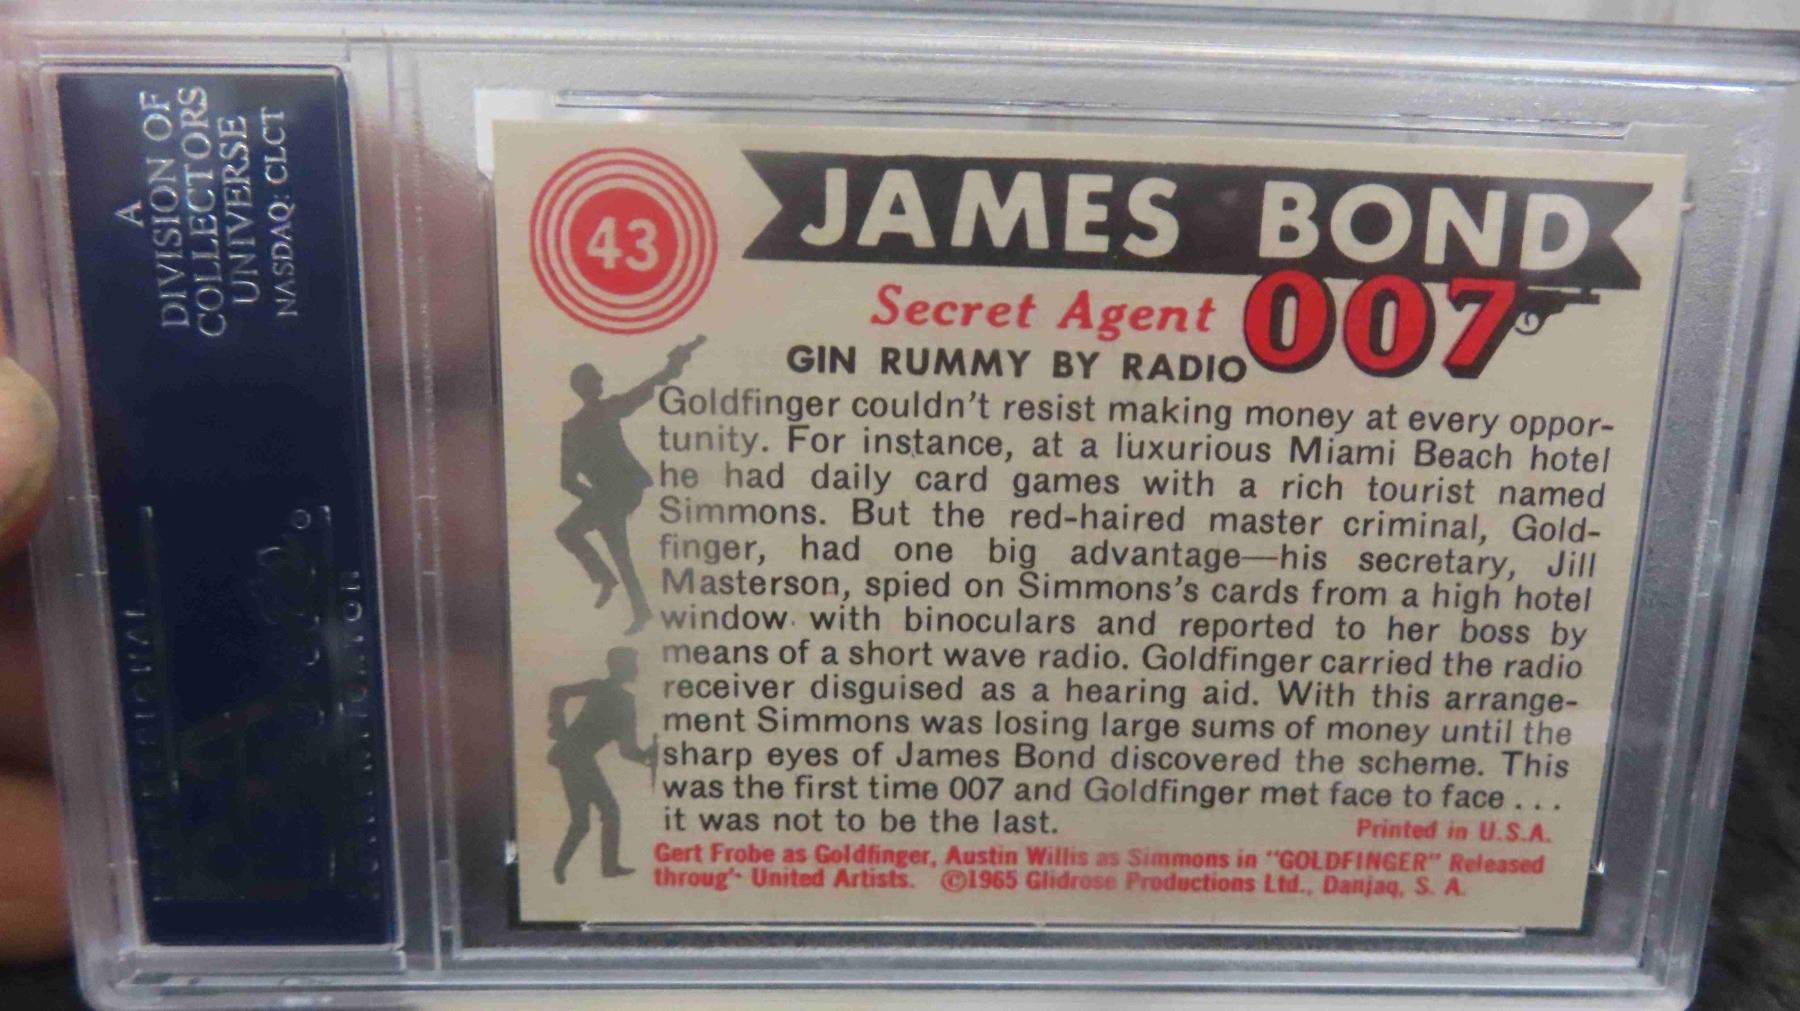 A
DIVISION OF
COLLECTORS
UNIVERSE
NASDAQ: CLCT
43
JAMES BOND
Secret Agent 007
GIN RUMMY BY RADIO
Goldfinger couldn't resist making money at every oppor-
tunity. For instance, at a luxurious Miami Beach hotel
he had daily card games with a rich tourist named
Simmons. But the red-haired master criminal, Gold-
finger, had one big advantage—his secretary, Jill
Masterson, spied on Simmons's cards from a high hotel
window with binoculars and reported to her boss by
means of a short wave radio. Goldfinger carried the radio
receiver disguised as a hearing aid. With this arrange-
ment Simmons was losing large sums of money until the
sharp eyes of James Bond discovered the scheme. This
was the first time 007 and Goldfinger met face to face . . .
it was not to be the last.
Printed in U.S.A.
Gert Frobe as Goldfinger, Austin Willis as Simmons in "GOLDFINGER" Released
United Artists. ©1965 Glidrose Productions Ltd., Danjaq, S. A.